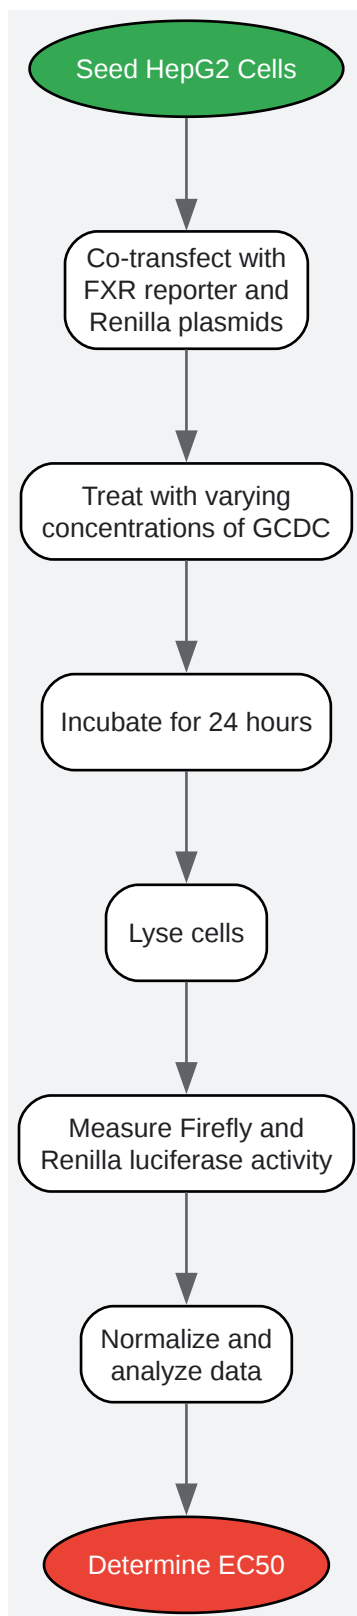 Seed HepG2 Cells
Co-transfect with
FXR reporter and
Renilla plasmids
Treat with varying
concentrations of GCDC
Incubate for 24 hours
Lyse cells
Measure Firefly and
Renilla luciferase activity
Normalize and
analyze data
Determine EC50